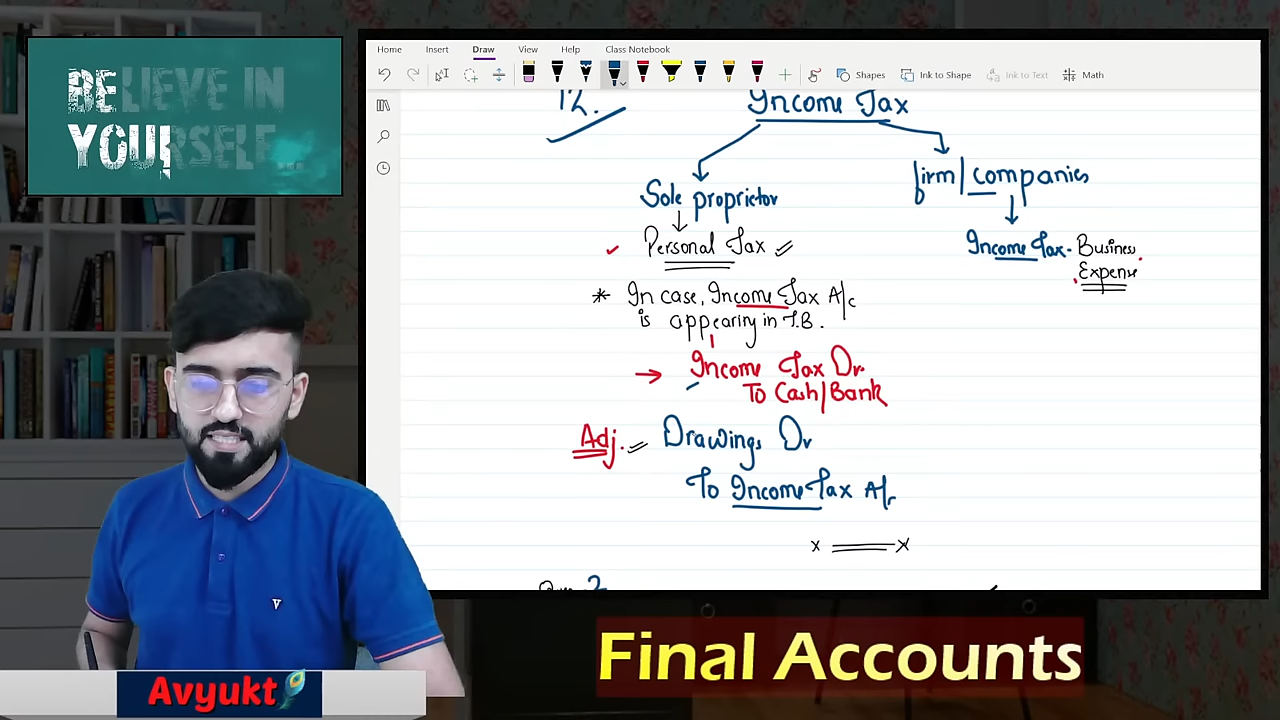 BELIEVE IN
YOURSELF...
Home Insert Draw View Help Class Notebook
Shapes Ink to Shape Ink to Text Math
12. Income Tax
Sole proprietor
firm/companies
Personal Tax
Income Tax - Business
Expense
* In case, Income Tax A/c
is appearing in T.B.
→ Income Tax Dr.
To Cash/Bank
Adj. Drawings Dr
To Income Tax A/c
x x
Final Accounts
Avyukt